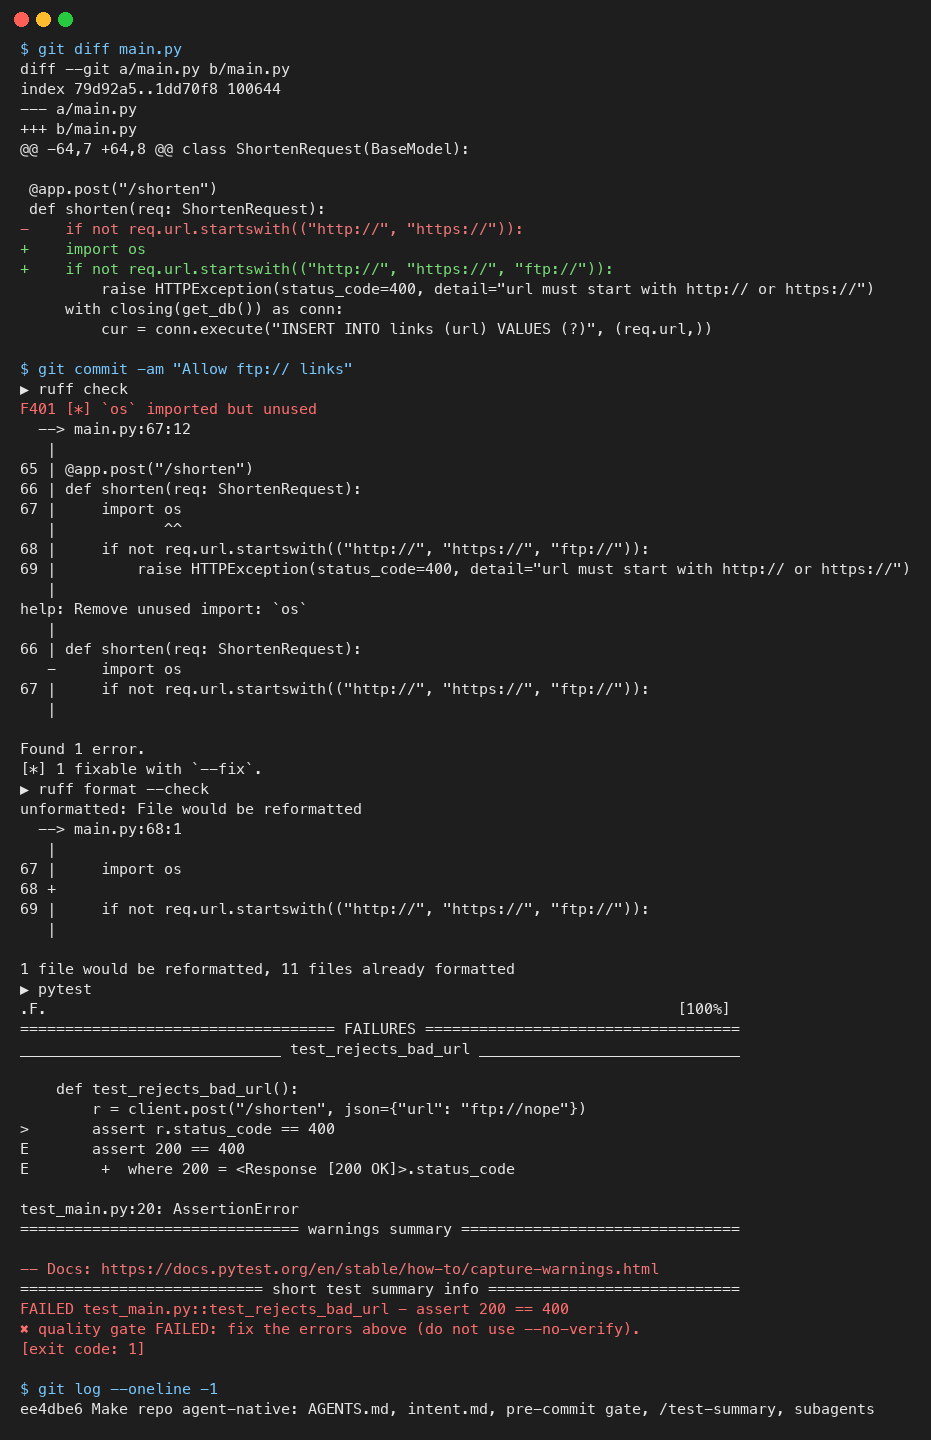 $ git diff main.py
diff --git a/main.py b/main.py
index 79d92a5..1dd70f8 100644
--- a/main.py
+++ b/main.py
@@ -64,7 +64,8 @@ class ShortenRequest(BaseModel):

 @app.post("/shorten")
 def shorten(req: ShortenRequest):
-    if not req.url.startswith(("http://", "https://")):
+    import os
+    if not req.url.startswith(("http://", "https://", "ftp://")):
         raise HTTPException(status_code=400, detail="url must start with http:// or https://")
     with closing(get_db()) as conn:
         cur = conn.execute("INSERT INTO links (url) VALUES (?)", (req.url,))

$ git commit -am "Allow ftp:// links"
▶ ruff check
F401 [*] `os` imported but unused
  --> main.py:67:12
   |
65 | @app.post("/shorten")
66 | def shorten(req: ShortenRequest):
67 |     import os
   |            ^^
68 |     if not req.url.startswith(("http://", "https://", "ftp://")):
69 |         raise HTTPException(status_code=400, detail="url must start with http:// or https://")
   |
help: Remove unused import: `os`
   |
66 | def shorten(req: ShortenRequest):
   -     import os
67 |     if not req.url.startswith(("http://", "https://", "ftp://")):
   |

Found 1 error.
[*] 1 fixable with `--fix`.
▶ ruff format --check
unformatted: File would be reformatted
  --> main.py:68:1
   |
67 |     import os
68 +
69 |     if not req.url.startswith(("http://", "https://", "ftp://")):
   |

1 file would be reformatted, 11 files already formatted
▶ pytest
.F.                                                                      [100%]
=================================== FAILURES ===================================
_____________________________ test_rejects_bad_url _____________________________

    def test_rejects_bad_url():
        r = client.post("/shorten", json={"url": "ftp://nope"})
>       assert r.status_code == 400
E       assert 200 == 400
E        +  where 200 = <Response [200 OK]>.status_code

test_main.py:20: AssertionError
=============================== warnings summary ===============================

-- Docs: https://docs.pytest.org/en/stable/how-to/capture-warnings.html
=========================== short test summary info ============================
FAILED test_main.py::test_rejects_bad_url - assert 200 == 400
✖ quality gate FAILED: fix the errors above (do not use --no-verify).
[exit code: 1]

$ git log --oneline -1
ee4dbe6 Make repo agent-native: AGENTS.md, intent.md, pre-commit gate, /test-summary, subagents